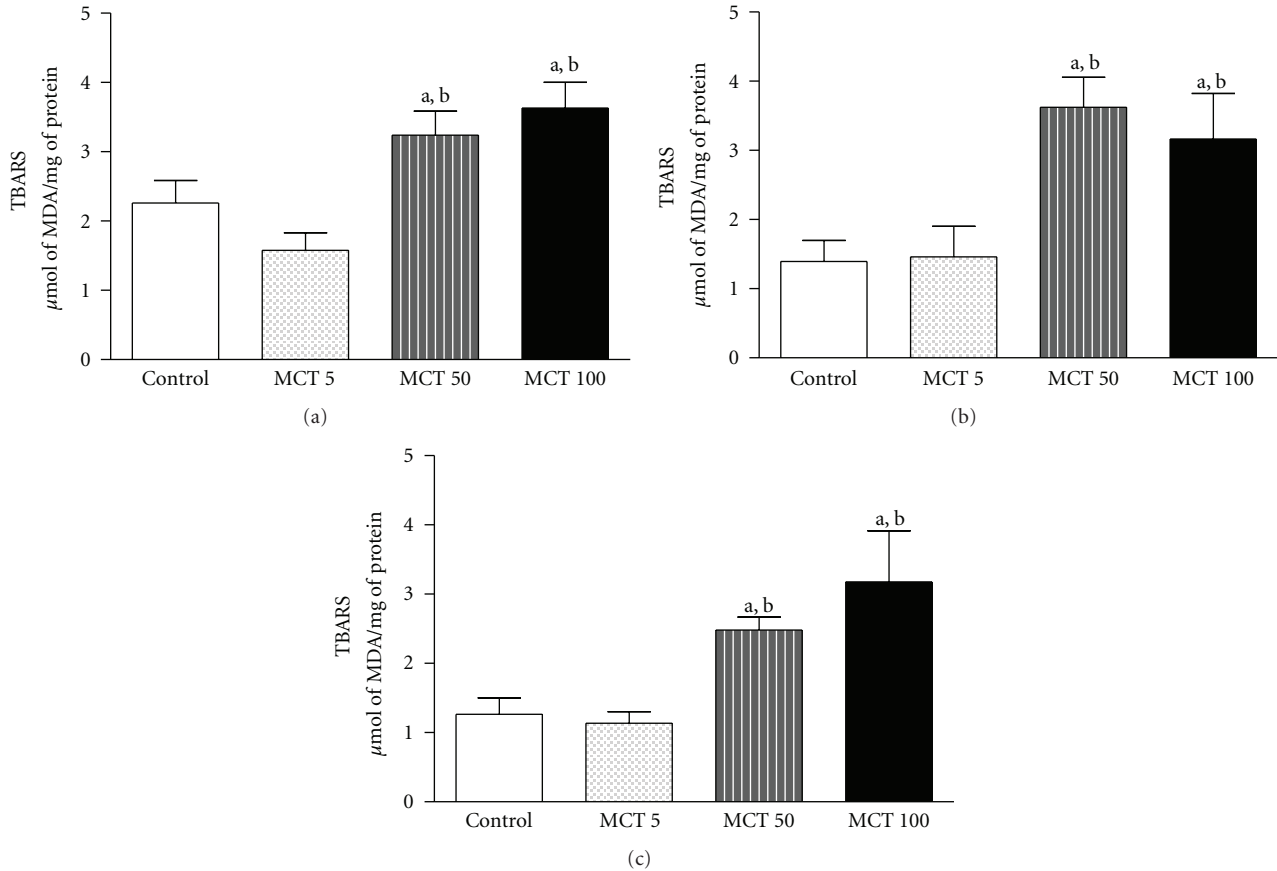 TBARS
μmol of MDA/mg of protein
5
4
3
2
1
0
a, b
a, b
Control
MCT 5
MCT 50
MCT 100
(a)
TBARS
μmol of MDA/mg of protein
5
4
3
2
1
0
a, b
a, b
Control
MCT 5
MCT 50
MCT 100
(b)
TBARS
μmol of MDA/mg of protein
5
4
3
2
1
0
a, b
a, b
Control
MCT 5
MCT 50
MCT 100
(c)